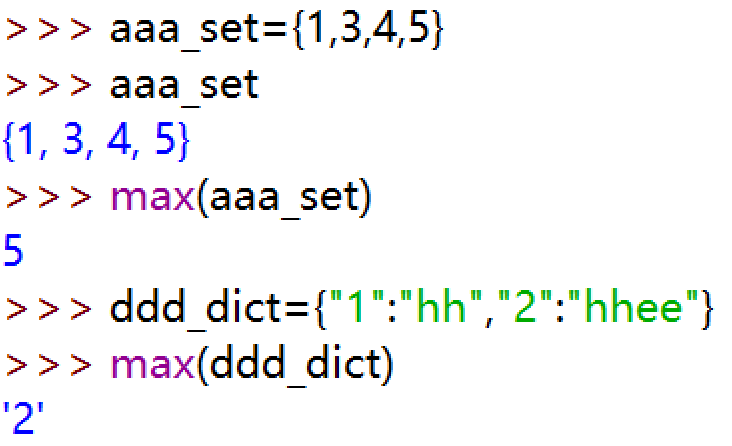 >>> aaa_set={1,3,4,5}
>>> aaa_set
{1, 3, 4, 5}
>>> max(aaa_set)
5
>>> ddd_dict={"1":"hh","2":"hhee"}
>>> max(ddd_dict)
'2'